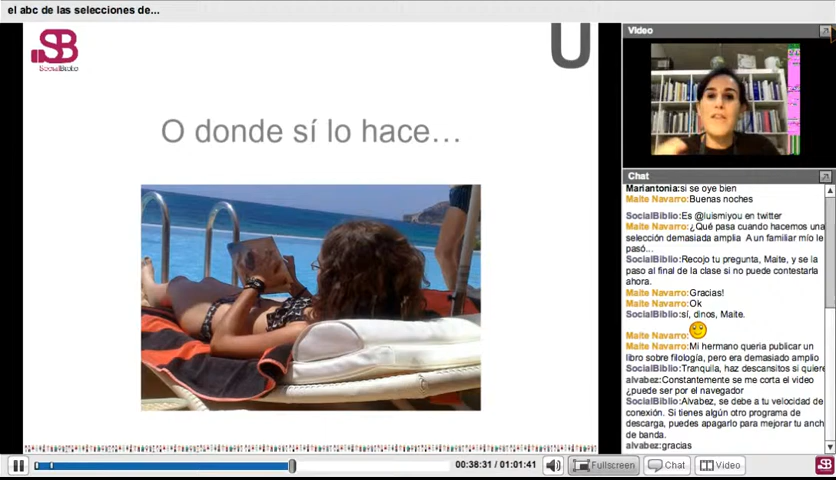 el abc de las selecciones de...
SB
SocialBiblio
U
O donde sí lo hace...
Video
Chat
Mariantonia:si se oye bien
Maite Navarro:Buenas noches
SocialBiblio:Es @luismiyou en twitter
Maite Navarro:¿Qué pasa cuando hacemos una
selección demasiada amplia A un familiar mío le
pasó...
SocialBiblio:Recojo tu pregunta, Maite, y se la
paso al final de la clase si no puede contestarla
ahora.
Maite Navarro:Gracias!
Maite Navarro:Ok
SocialBiblio:sí, dinos, Maite.
Maite Navarro:
Maite Navarro:Mi hermano queria publicar un
libro sobre filología, pero era demasiado amplio
SocialBiblio:Tranquila, haz descansitos si quiere
alvabez:Constantemente se me corta el video
¿puede ser por el navegador
SocialBiblio:Alvabez, se debe a tu velocidad de
conexión. Si tienes algún otro programa de
descarga, puedes apagarlo para mejorar tu anch
de banda.
alvabez:gracias
00:38:31 / 01:01:41
Fullscreen
Chat
Video
SB